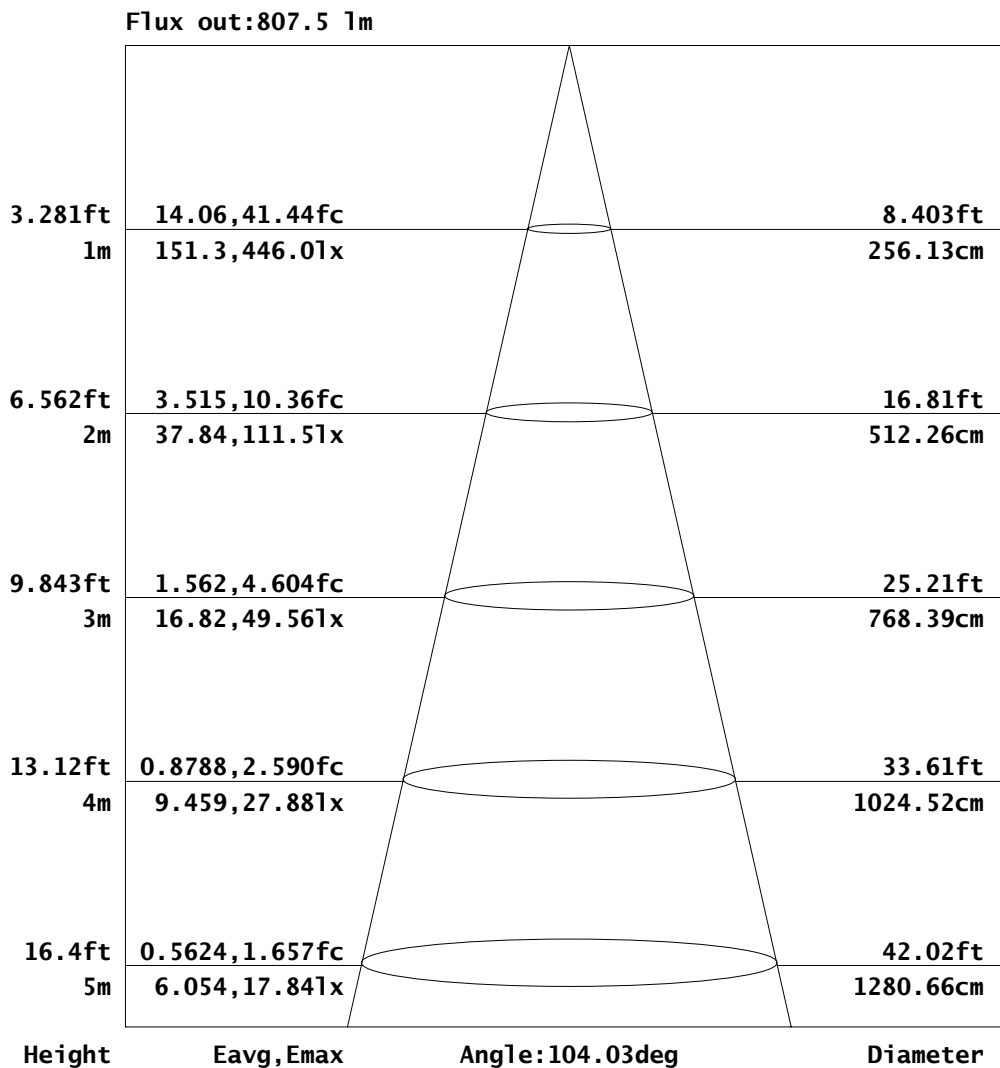 Flux out:807.5 lm
3.281ft 14.06,41.44fc 8.403ft
1m 151.3,446.0lx 256.13cm
6.562ft 3.515,10.36fc 16.81ft
2m 37.84,111.5lx 512.26cm
9.843ft 1.562,4.604fc 25.21ft
3m 16.82,49.56lx 768.39cm
13.12ft 0.8788,2.590fc 33.61ft
4m 9.459,27.88lx 1024.52cm
16.4ft 0.5624,1.657fc 42.02ft
5m 6.054,17.84lx 1280.66cm
Height Eavg,Emax Angle:104.03deg Diameter